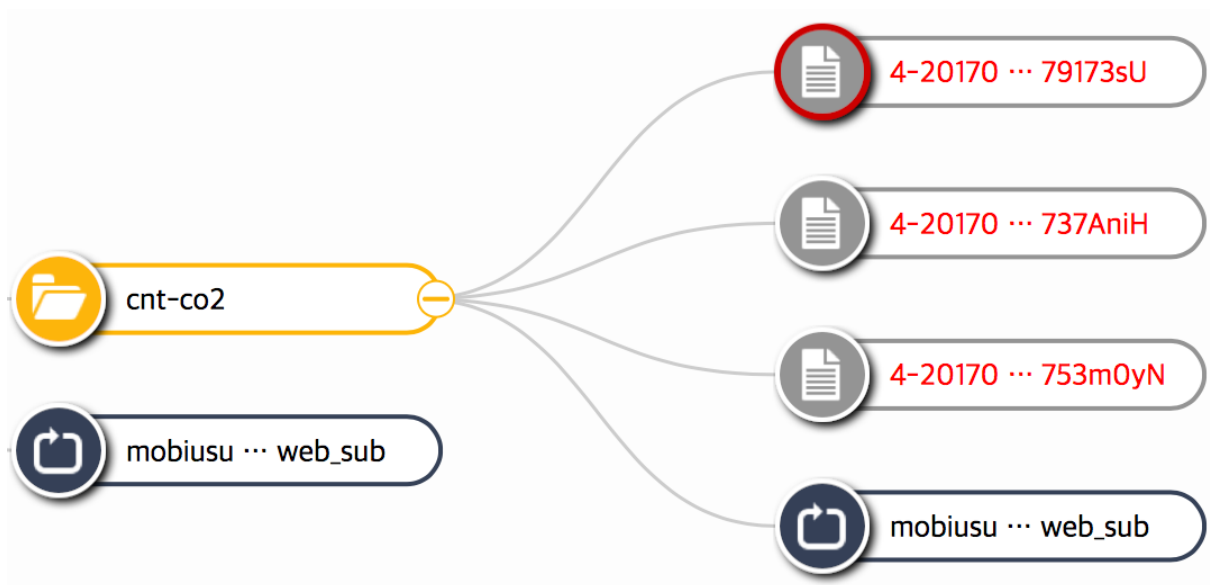 4-20170 ··· 79173sU
4-20170 ··· 737AniH
cnt-co2
4-20170 ··· 753m0yN
mobiusu ··· web_sub
mobiusu ··· web_sub